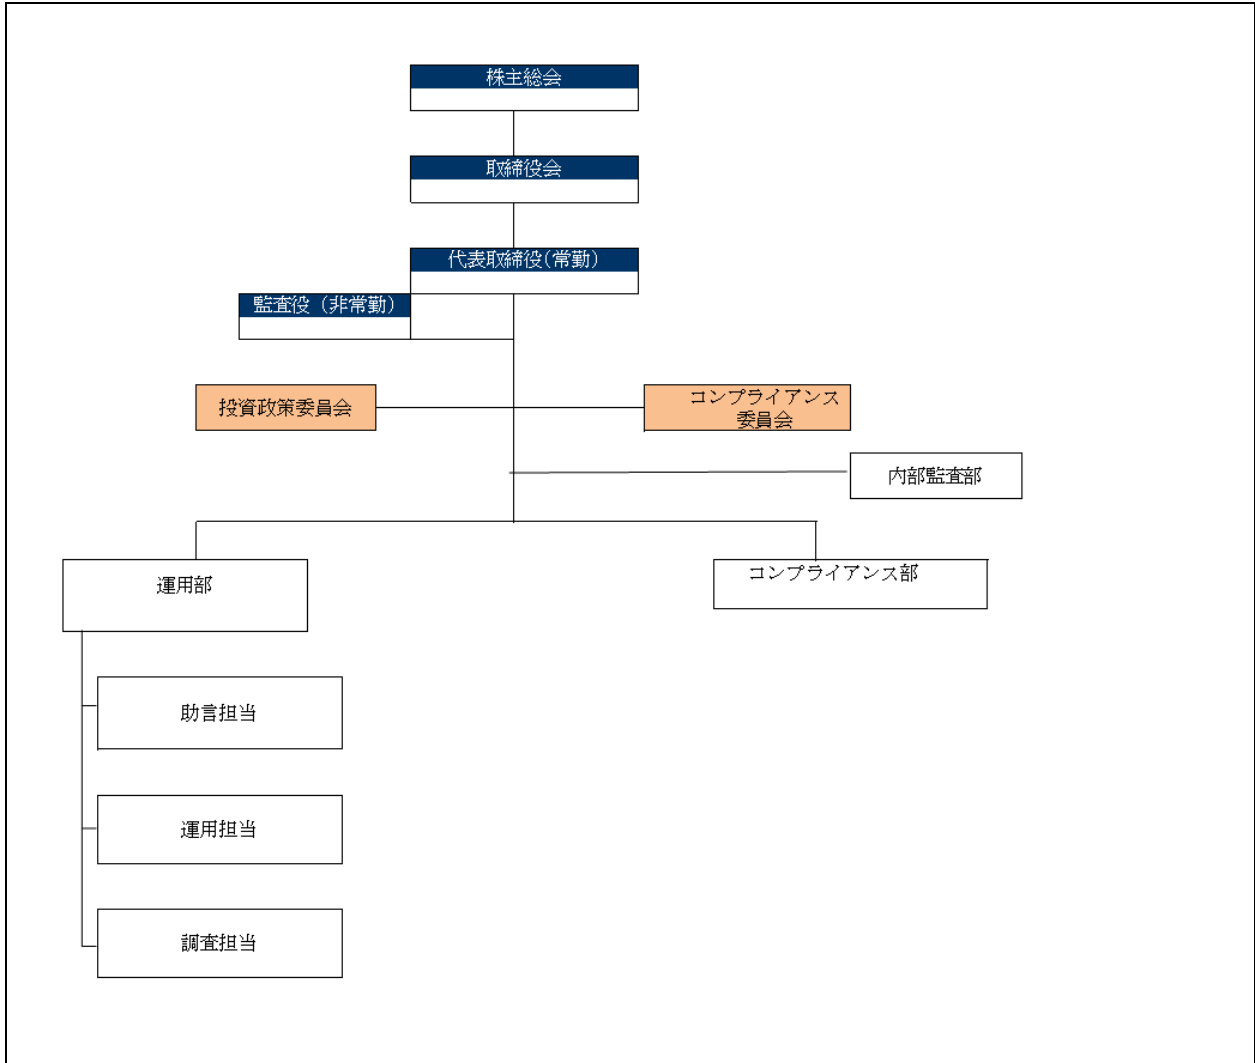 株主総会
取締役会
代表取締役(常勤)
監査役（非常勤）
投資政策委員会
コンプライアンス
委員会
内部監査部
運用部
コンプライアンス部
助言担当
運用担当
調査担当